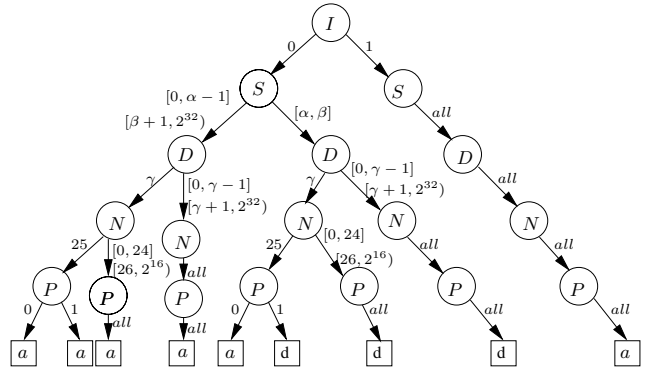 I
0 1
S S
[0, α − 1] [α, β] all
[β + 1, 2^32)
D D D
γ [0, γ − 1] γ [0, γ − 1] all
[γ + 1, 2^32) [γ + 1, 2^32)
N N N N N
25 [0, 24] all 25 [0, 24] all all
[26, 2^16) [26, 2^16)
P P P P P P P
0 1 all all 0 1 all all all
a a a a a d d d a